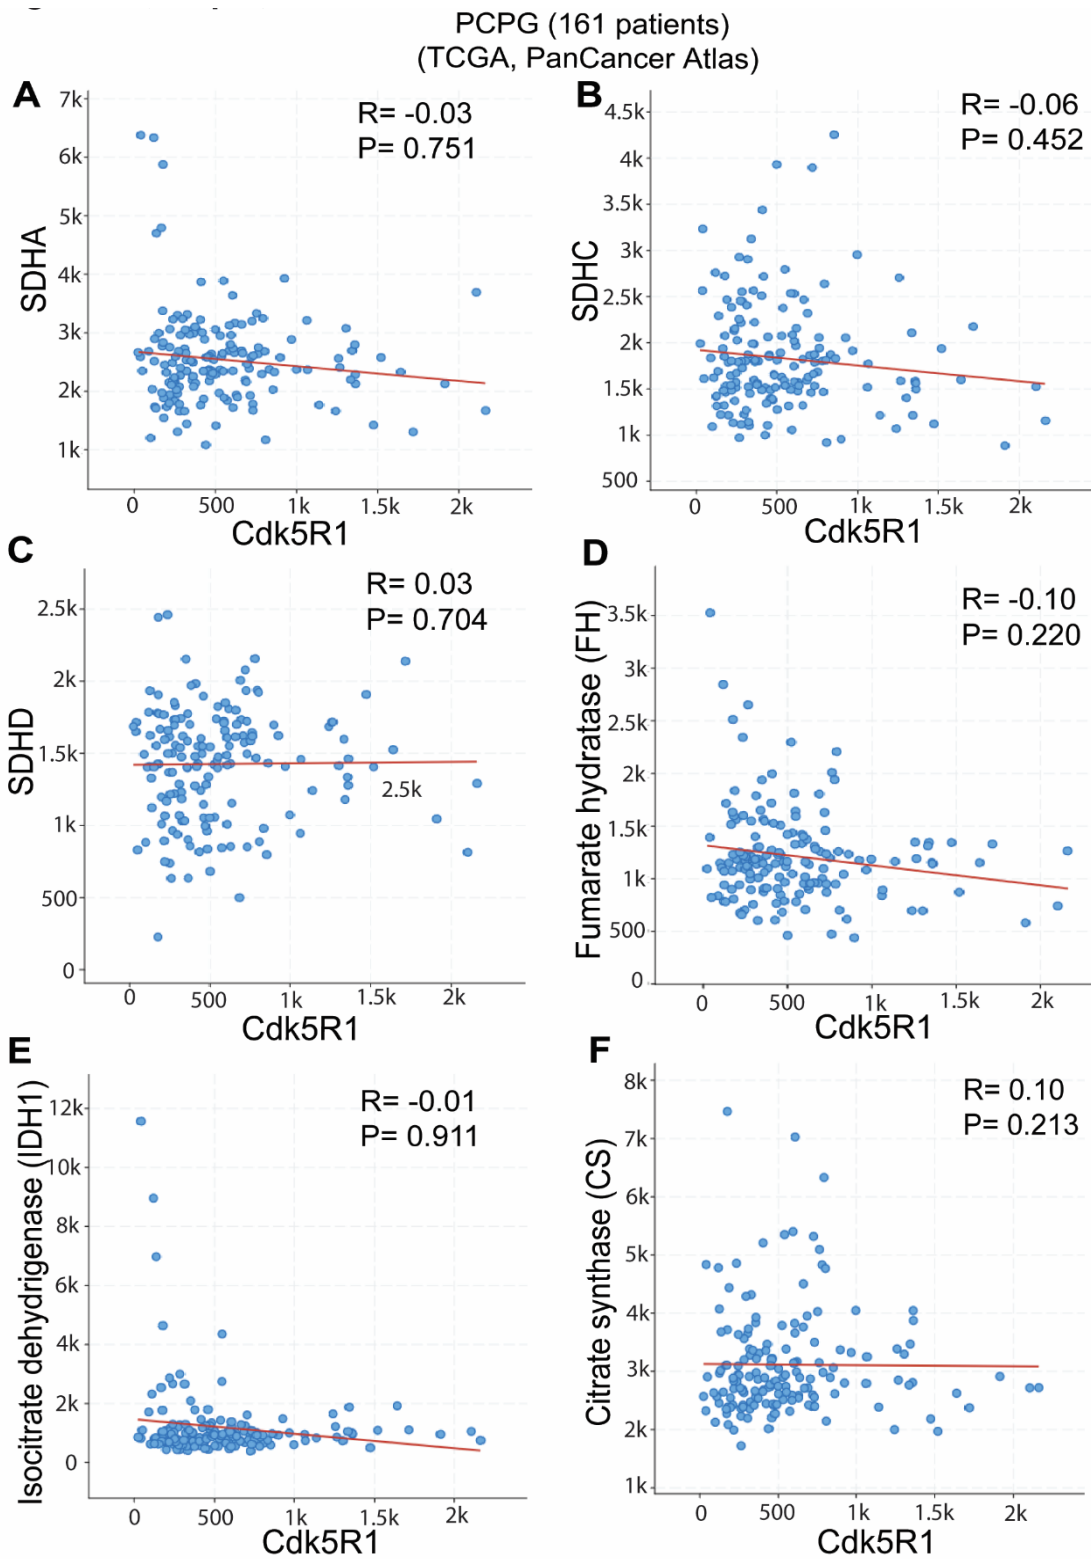 PCPG (161 patients)
(TCGA, PanCancer Atlas)
A
R= -0.03
P= 0.751
SDHA
7k
6k
5k
4k
3k
2k
1k
0 500 1k 1.5k 2k
Cdk5R1
B
R= -0.06
P= 0.452
SDHC
4.5k
4k
3.5k
3k
2.5k
2k
1.5k
1k
500
0 500 1k 1.5k 2k
Cdk5R1
C
R= 0.03
P= 0.704
SDHD
2.5k
2k
1.5k
1k
500
0
2.5k
0 500 1k 1.5k 2k
Cdk5R1
D
R= -0.10
P= 0.220
Fumarate hydratase (FH)
3.5k
3k
2.5k
2k
1.5k
1k
500
0
0 500 1k 1.5k 2k
Cdk5R1
E
R= -0.01
P= 0.911
Isocitrate dehydrigenase (IDH1)
12k
10k
8k
6k
4k
2k
0
0 500 1k 1.5k 2k
Cdk5R1
F
R= 0.10
P= 0.213
Citrate synthase (CS)
8k
7k
6k
5k
4k
3k
2k
1k
0 500 1k 1.5k 2k
Cdk5R1